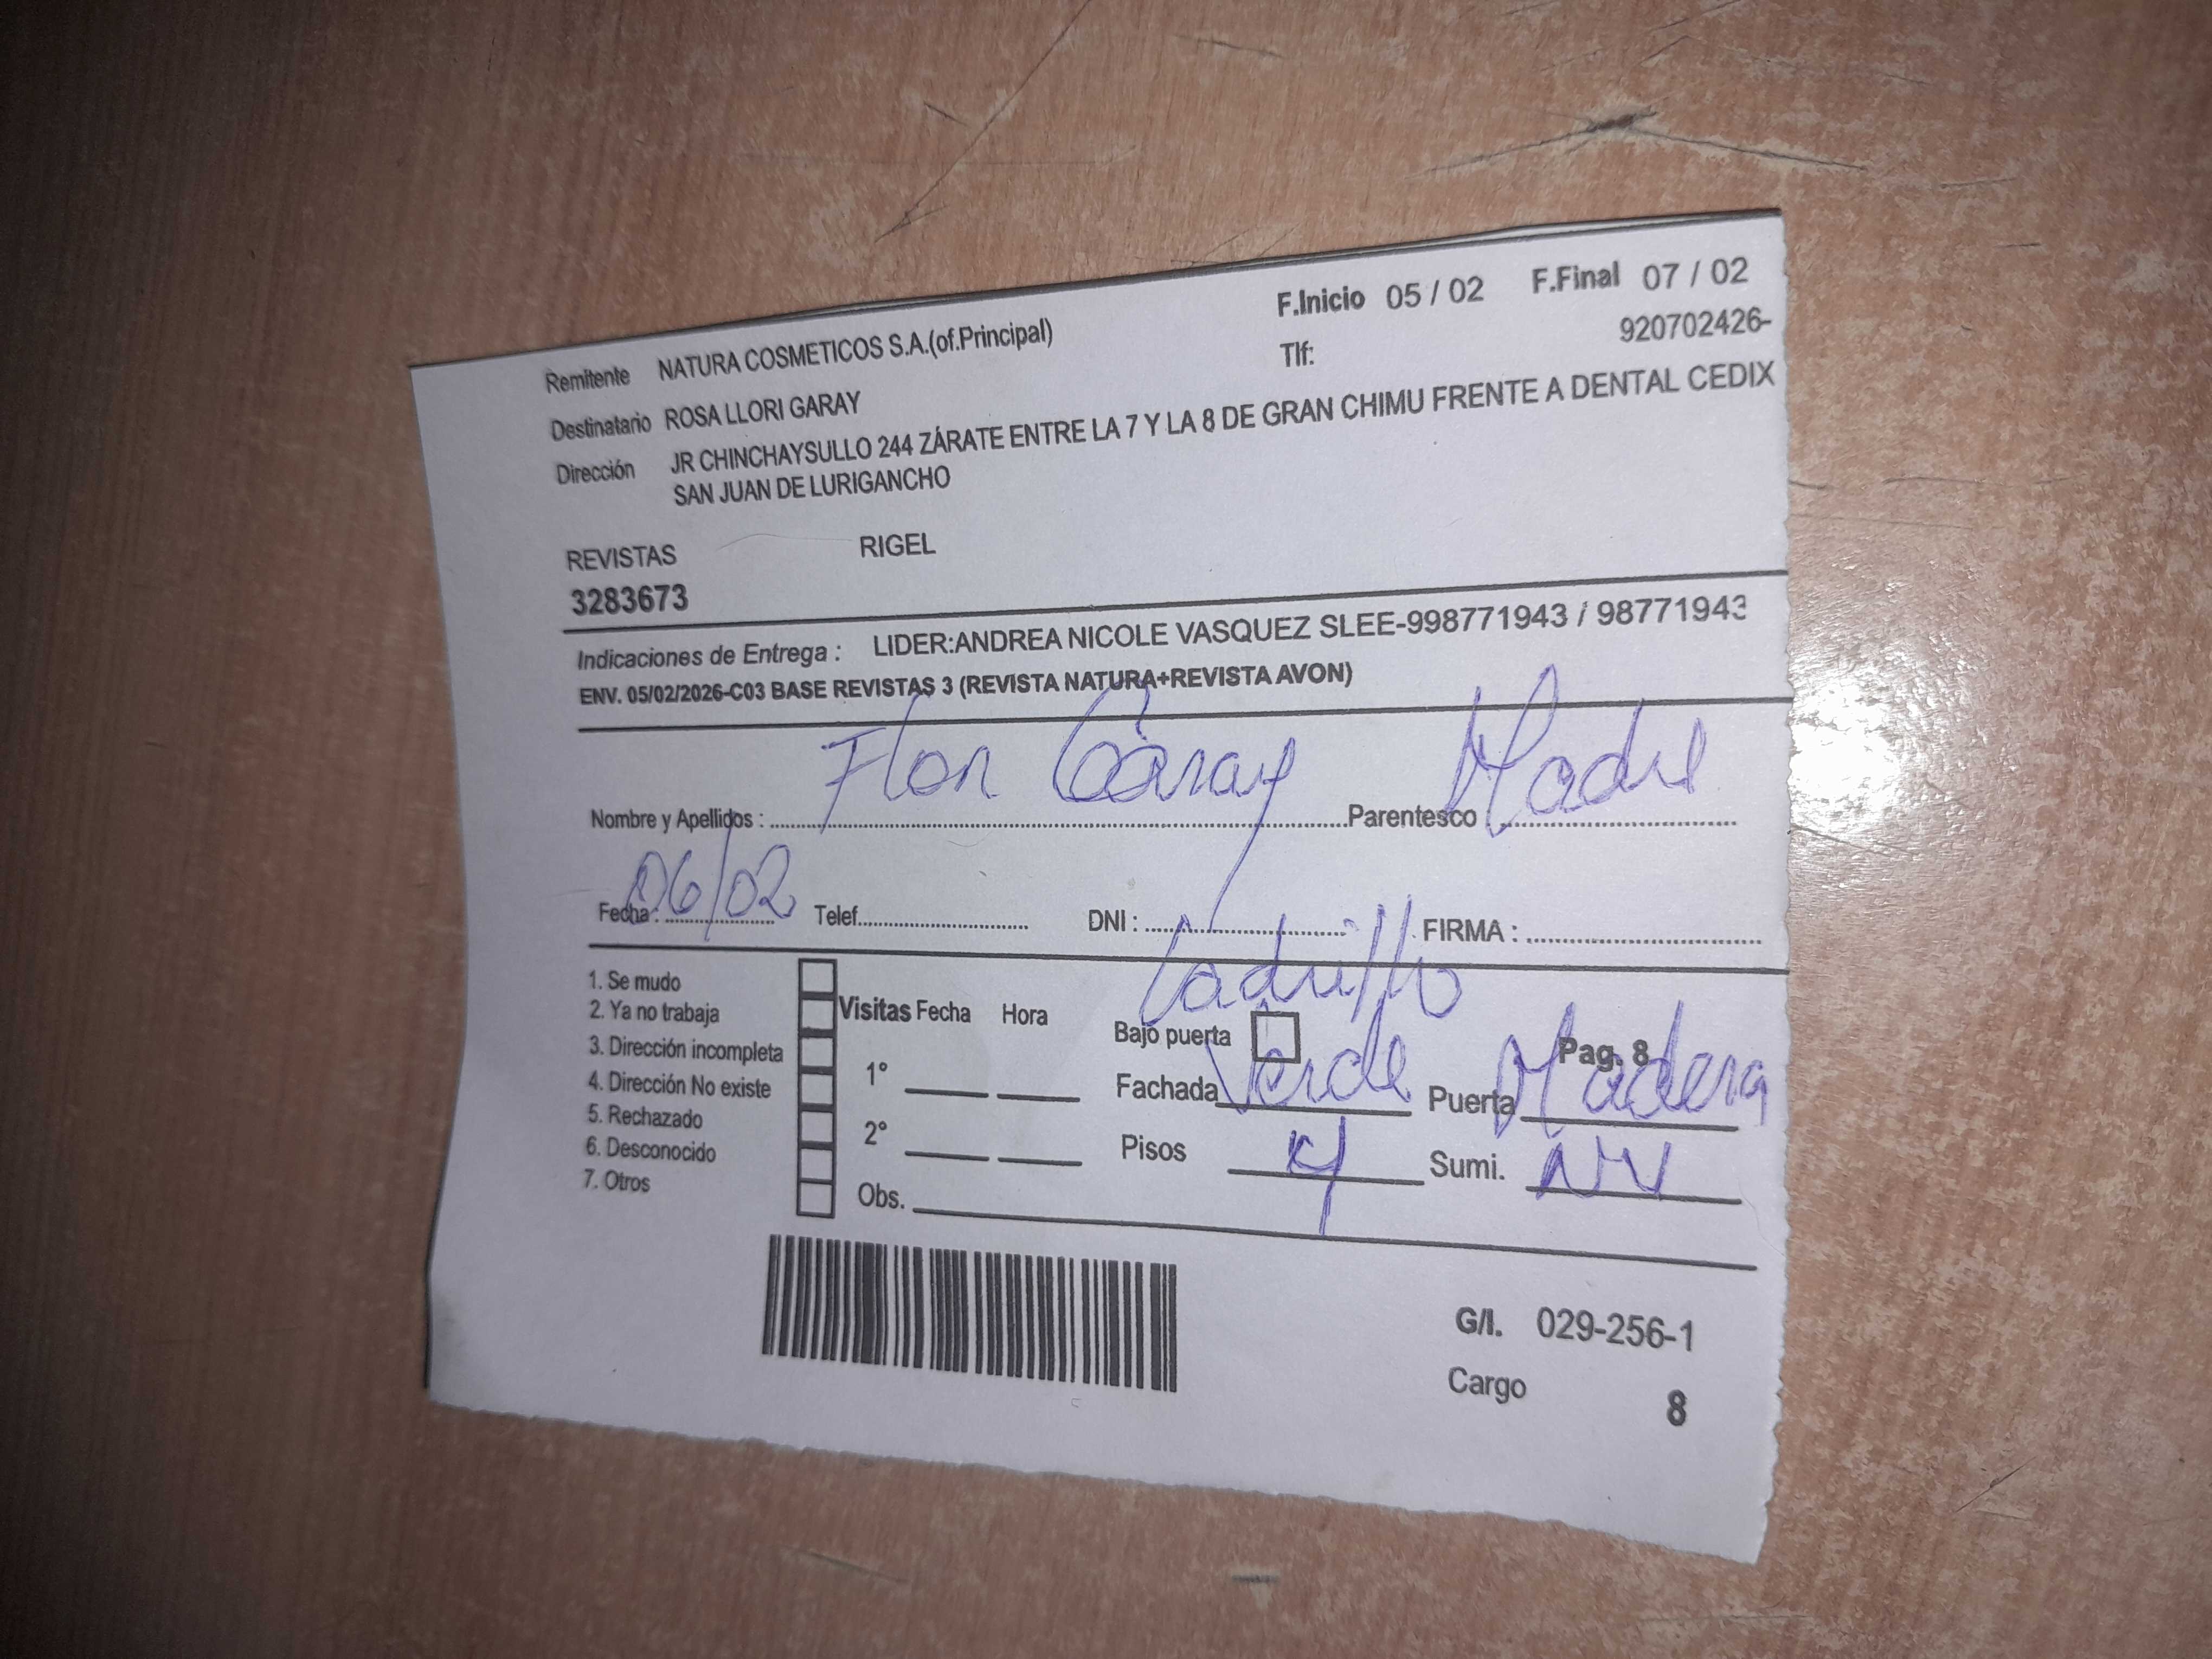 F.Inicio 05 / 02 F.Final 07 / 02
Remitente NATURA COSMETICOS S.A.(of.Principal) Tlf: 920702426-
Destinatario ROSA LLORI GARAY
Dirección JR CHINCHAYSULLO 244 ZÁRATE ENTRE LA 7 Y LA 8 DE GRAN CHIMU FRENTE A DENTAL CEDIX
SAN JUAN DE LURIGANCHO
REVISTAS RIGEL
3283673
Indicaciones de Entrega : LIDER:ANDREA NICOLE VASQUEZ SLEE-998771943 / 98771943
ENV. 05/02/2026-C03 BASE REVISTAS 3 (REVISTA NATURA+REVISTA AVON)
Nombre y Apellidos : Flor Garay Parentesco Madre
Fecha : 06/02 Telef. DNI : FIRMA :
Ladrillo
1. Se mudo
2. Ya no trabaja Visitas Fecha Hora Bajo puerta Pag. 8
3. Dirección incompleta
4. Dirección No existe 1° Fachada Verde Puerta Madera
5. Rechazado
6. Desconocido 2° Pisos 4 Sumi. NV
7. Otros Obs.
G/I. 029-256-1
Cargo 8